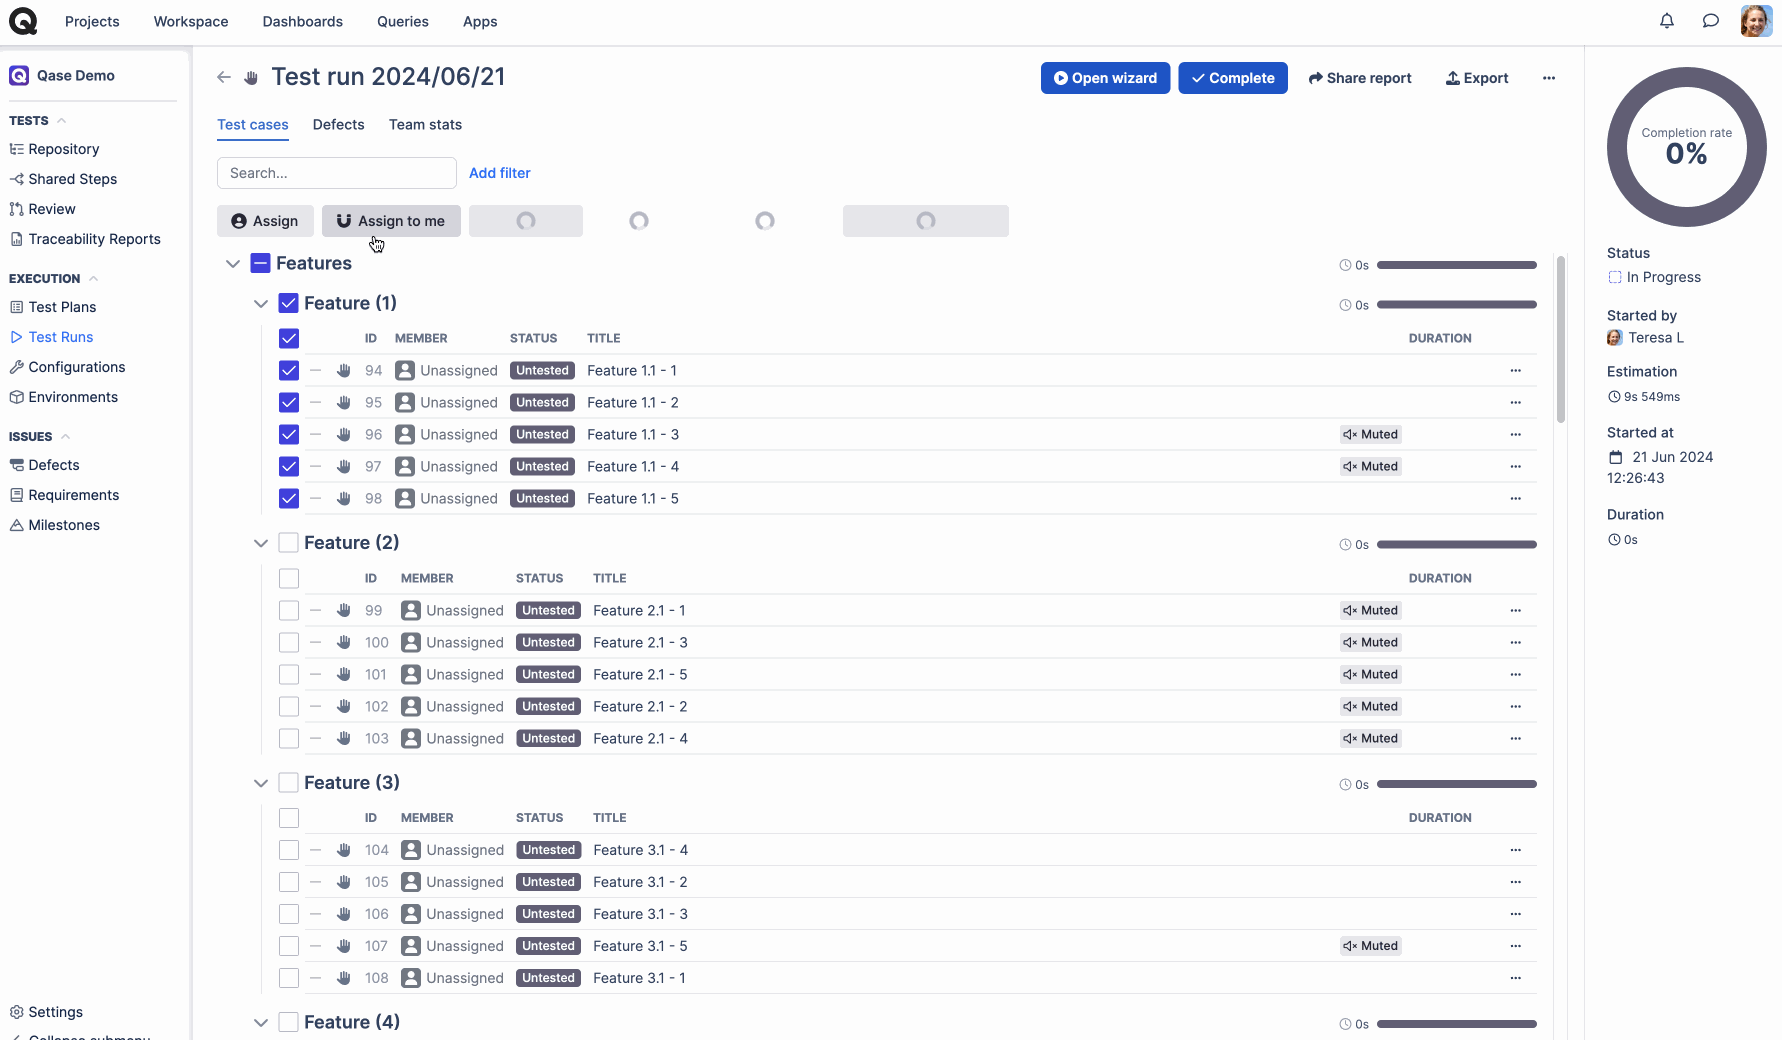 Projects Workspace Dashboards Queries Apps
Qase Demo
TESTS
Repository
Shared Steps
Review
Traceability Reports
EXECUTION
Test Plans
Test Runs
Configurations
Environments
ISSUES
Defects
Requirements
Milestones
Settings
Collapse submenu
Test run 2024/06/21
Open wizard Complete Share report Export
Test cases Defects Team stats
Search... Add filter
Assign Assign to me
Features 0s
Feature (1) 0s
ID MEMBER STATUS TITLE DURATION
94 Unassigned Untested Feature 1.1 - 1
95 Unassigned Untested Feature 1.1 - 2
96 Unassigned Untested Feature 1.1 - 3 Muted
97 Unassigned Untested Feature 1.1 - 4 Muted
98 Unassigned Untested Feature 1.1 - 5
Feature (2) 0s
ID MEMBER STATUS TITLE DURATION
99 Unassigned Untested Feature 2.1 - 1 Muted
100 Unassigned Untested Feature 2.1 - 3 Muted
101 Unassigned Untested Feature 2.1 - 5 Muted
102 Unassigned Untested Feature 2.1 - 2 Muted
103 Unassigned Untested Feature 2.1 - 4 Muted
Feature (3) 0s
ID MEMBER STATUS TITLE DURATION
104 Unassigned Untested Feature 3.1 - 4
105 Unassigned Untested Feature 3.1 - 2
106 Unassigned Untested Feature 3.1 - 3
107 Unassigned Untested Feature 3.1 - 5 Muted
108 Unassigned Untested Feature 3.1 - 1
Feature (4) 0s
Completion rate
0%
Status
In Progress
Started by
Teresa L
Estimation
9s 549ms
Started at
21 Jun 2024
12:26:43
Duration
0s